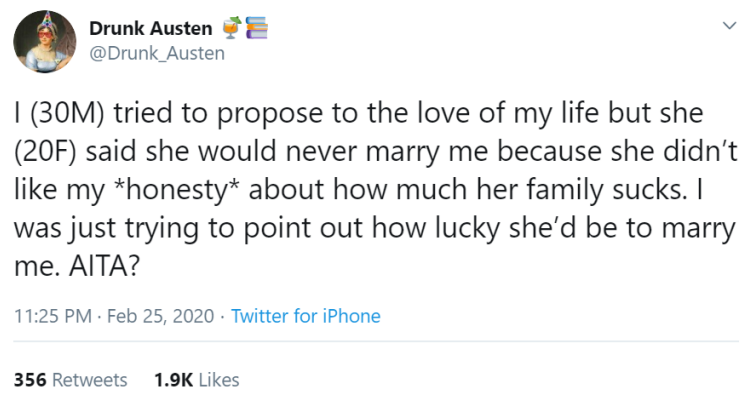 Drunk Austen 🍹📚
@Drunk_Austen
I (30M) tried to propose to the love of my life but she
(20F) said she would never marry me because she didn’t
like my *honesty* about how much her family sucks. I
was just trying to point out how lucky she’d be to marry
me. AITA?
11:25 PM · Feb 25, 2020 · Twitter for iPhone
356 Retweets 1.9K Likes